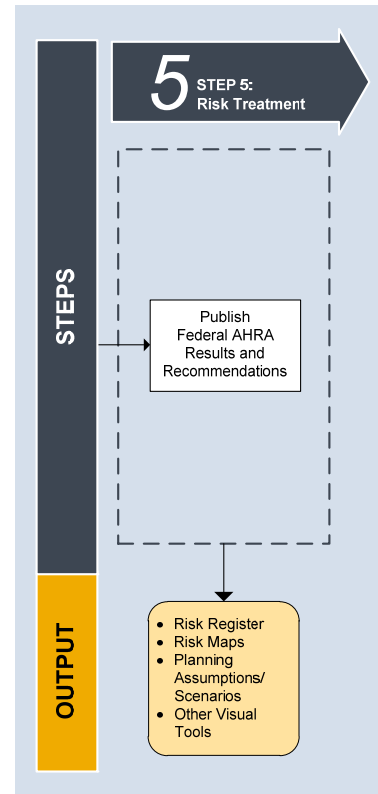 5
STEP 5:
Risk Treatment
STEPS
Publish
Federal AHRA
Results and
Recommendations
OUTPUT
• Risk Register
• Risk Maps
• Planning
Assumptions/
Scenarios
• Other Visual
Tools